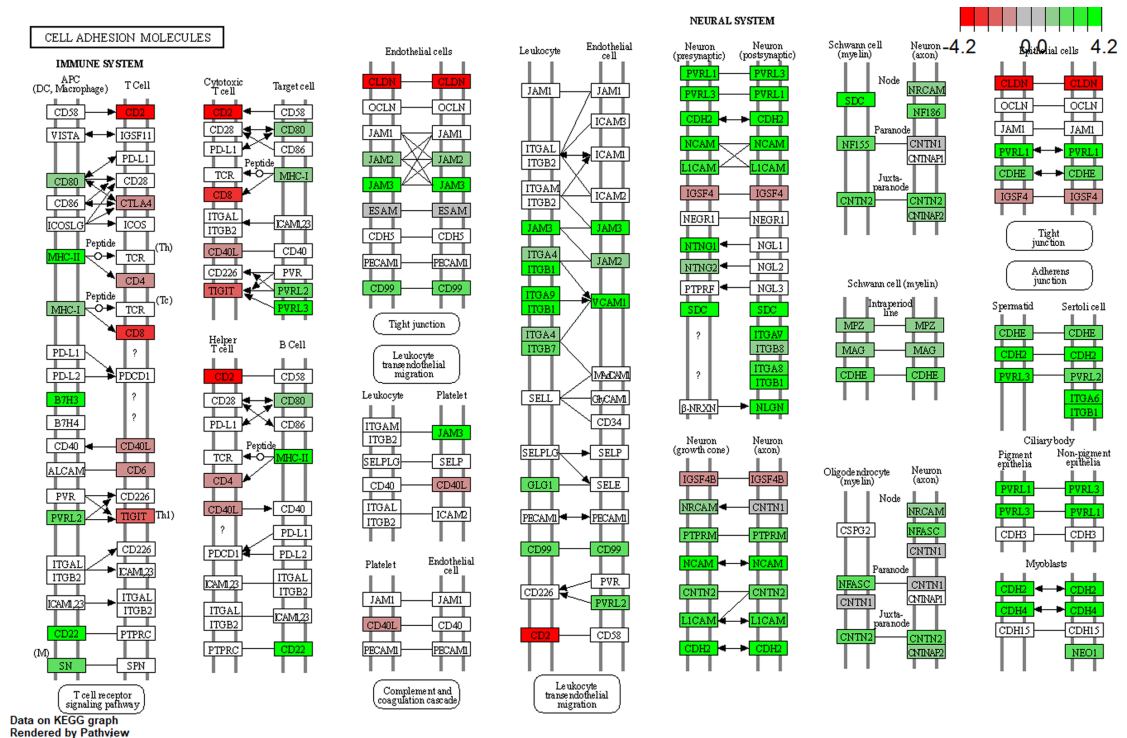 CELL ADHESION MOLECULES
NEURAL SYSTEM
-4.2 0.0 4.2
IMMUNE SYSTEM
APC
(DC, Macrophage)
T Cell
CD58 CD2
VISTA IGSF11
PD-L1
CD80 CD28
CD86 CTLA4
ICOSLG ICOS
Peptide (Th)
MHC-II TCR
CD4
Peptide (Tc)
MHC-I TCR
CD8
PD-L1 ?
PD-L2 PDCD1
B7H3 ?
B7H4 ?
CD40 CD40L
ALCAM CD6
PVR CD226
PVRL2 TIGIT Th1)
CD226
ITGAL
ITGB2
ICAM1,2,3
ICAM1,2,3 ITGAL
ITGB2
CD22 PTPRC
(M)
SN SPN
T cell receptor
signaling pathway
Cytotoxic
T cell
Target cell
CD2 CD58
CD28 CD80
PD-L1 CD86
Peptide
TCR MHC-I
CD8
ITGAL
ITGB2
ICAM1,2,3
CD40L CD40
CD226 PVR
TIGIT PVRL2
PVRL3
Helper
T cell
B Cell
CD2 CD58
CD28 CD80
PD-L1 CD86
Peptide
TCR MHC-II
CD4
CD40L CD40
? PD-L1
PDCD1 PD-L2
ICAM1,2,3 ITGAL
ITGB2
ITGAL
ITGB2
ICAM1,2,3
PTPRC CD22
Endothelial cells
CLDN CLDN
OCLN OCLN
JAM1 JAM1
JAM2 JAM2
JAM3 JAM3
ESAM ESAM
CDH5 CDH5
PECAM1 PECAM1
CD99 CD99
Tight junction
Leukocyte
transendothelial
migration
Leukocyte Platelet
ITGAM
ITGB2
JAM3
SELPLG SELP
CD40 CD40L
ITGAL
ITGB2
ICAM2
Platelet
Endothelial
cell
JAM1 JAM1
CD40L CD40
PECAM1 PECAM1
Complement and
coagulation cascade
Leukocyte
Endothelial
cell
JAM1 JAM1
ICAM3
ITGAL
ITGB2
ICAM1
ITGAM
ITGB2
ICAM2
JAM3 JAM3
ITGA4
ITGB1
JAM2
ITGA9
ITGB1
VCAM1
ITGA4
ITGB7
MAdCAM1
SELL GlyCAM1
CD34
SELPLG SELP
GLG1 SELE
PECAM1 PECAM1
CD99 CD99
CD226 PVR
PVRL2
CD2 CD58
Leukocyte
transendothelial
migration
Neuron
(presynaptic)
Neuron
(postsynaptic)
PVRL1 PVRL3
PVRL3 PVRL1
CDH2 CDH2
NCAM NCAM
L1CAM L1CAM
IGSF4 IGSF4
NEGR1 NEGR1
NTNG1 NGL1
NTNG2 NGL2
PTPRF NGL3
SDC SDC
? ITGAV
ITGB8
? ITGA8
ITGB1
β-NRXN NLGN
Neuron
(growth cone)
Neuron
(axon)
IGSF4B IGSF4B
NRCAM CNTN1
PTPRM PTPRM
NCAM NCAM
CNTN2 CNTN2
L1CAM L1CAM
CDH2 CDH2
Schwann cell
(myelin)
Neuron
(axon)
Node
SDC NRCAM
NF186
Paranode
NF155 CNTN1
CNTNAP1
Juxta-
paranode
CNTN2 CNTN2
CNTNAP2
Schwann cell (myelin)
Intraperiod
line
MPZ MPZ
MAG MAG
CDHE CDHE
Oligodendrocyte
(myelin)
Neuron
(axon)
Node
NRCAM
CSPG2 NFASC
CNTN1
Paranode
NFASC CNTN1
CNTN1 CNTNAP1
Juxta-
paranode
CNTN2 CNTN2
CNTNAP2
Epithelial cells
CLDN CLDN
OCLN OCLN
JAM1 JAM1
PVRL1 PVRL1
CDHE CDHE
IGSF4 IGSF4
Tight
junction
Adherens
junction
Spermatid Sertoli cell
CDHE CDHE
CDH2 CDH2
PVRL3 PVRL2
ITGA6
ITGB1
Ciliary body
Pigment
epithelia
Non-pigment
epithelia
PVRL1 PVRL3
PVRL3 PVRL1
CDH3 CDH3
Myoblasts
CDH2 CDH2
CDH4 CDH4
CDH15 CDH15
NEO1
Data on KEGG graph
Rendered by Pathview